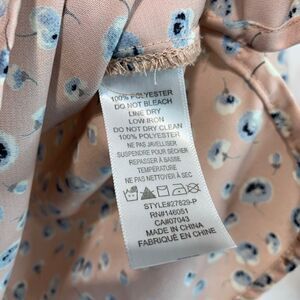 100% POLYESTER
DO NOT BLEACH
LINE DRY
LOW IRON
DO NOT DRY CLEAN
100% POLYESTER
NE PAS JAVELLISER
SUSPENDRE POUR SÉCHER
REPASSER À BASSE
TEMPÉRATURE
NE PAS NETTOYER À SEC
STYLE#27829-P
RN#146051
CA#07043
MADE IN CHINA
FABRIQUÉ EN CHINE